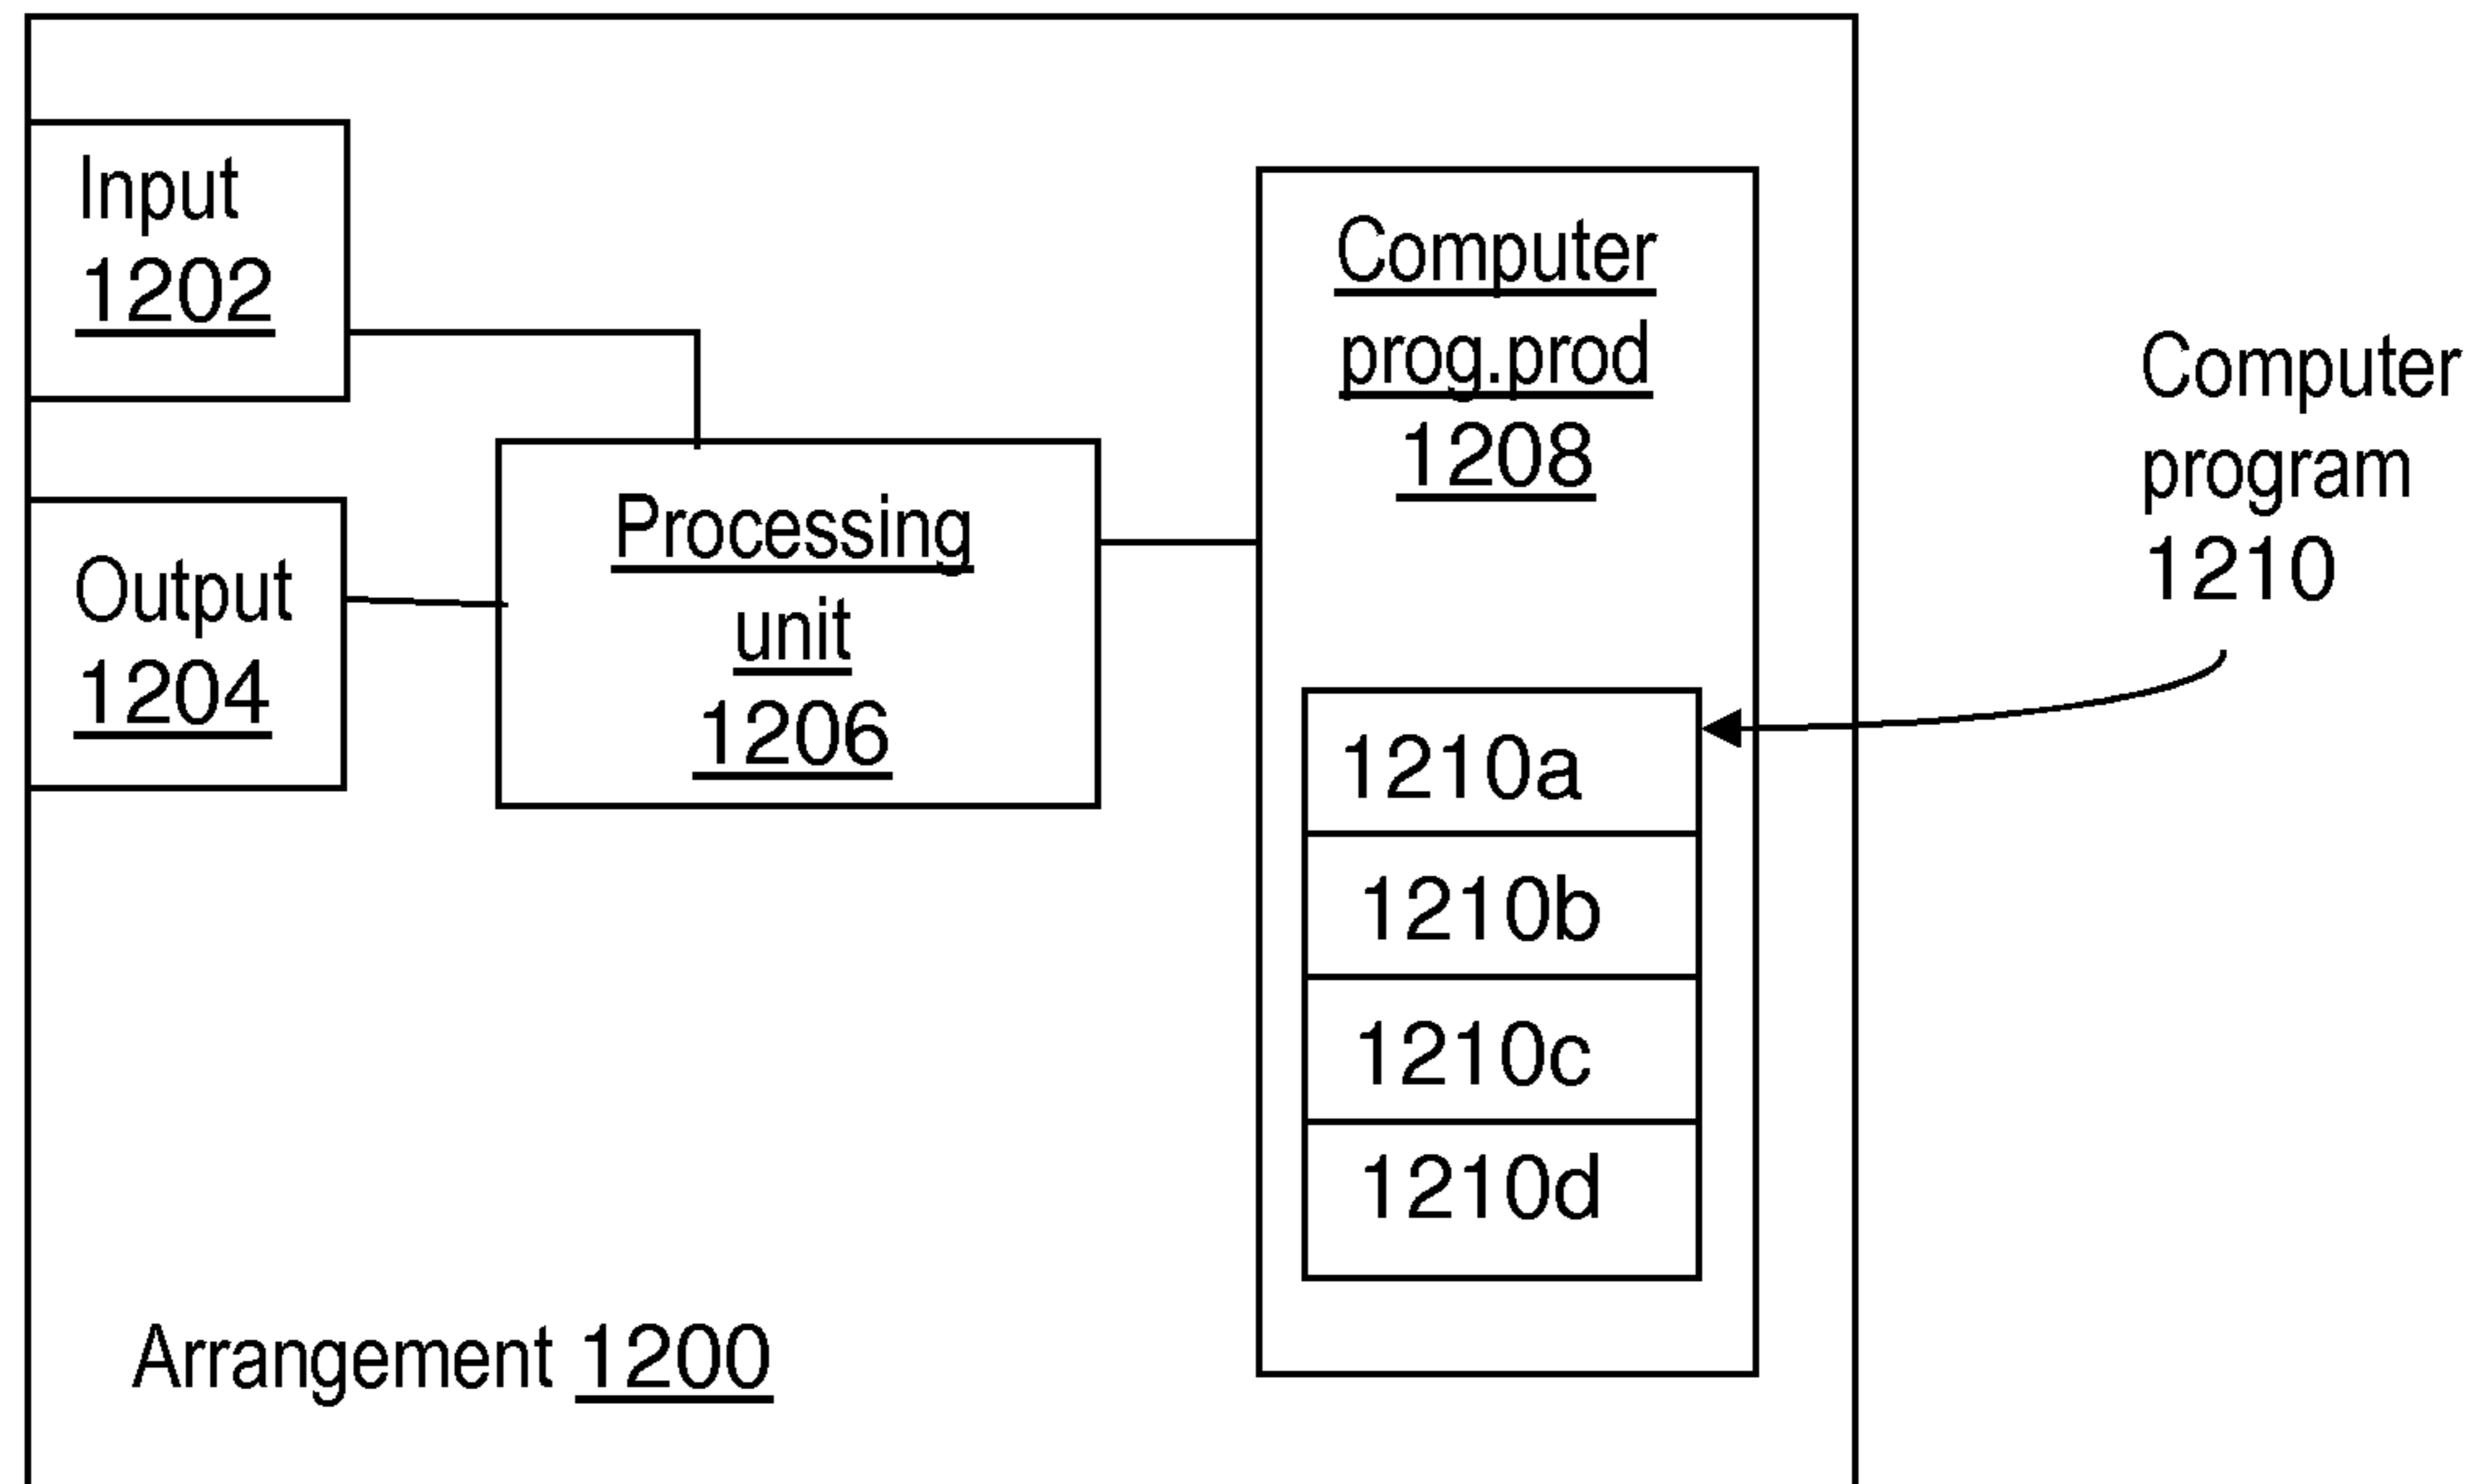 Input
1202
Output
1204
Processing
unit
1206
Computer
prog.prod
1208
1210a
1210b
1210c
1210d
Computer
program
1210
Arrangement 1200